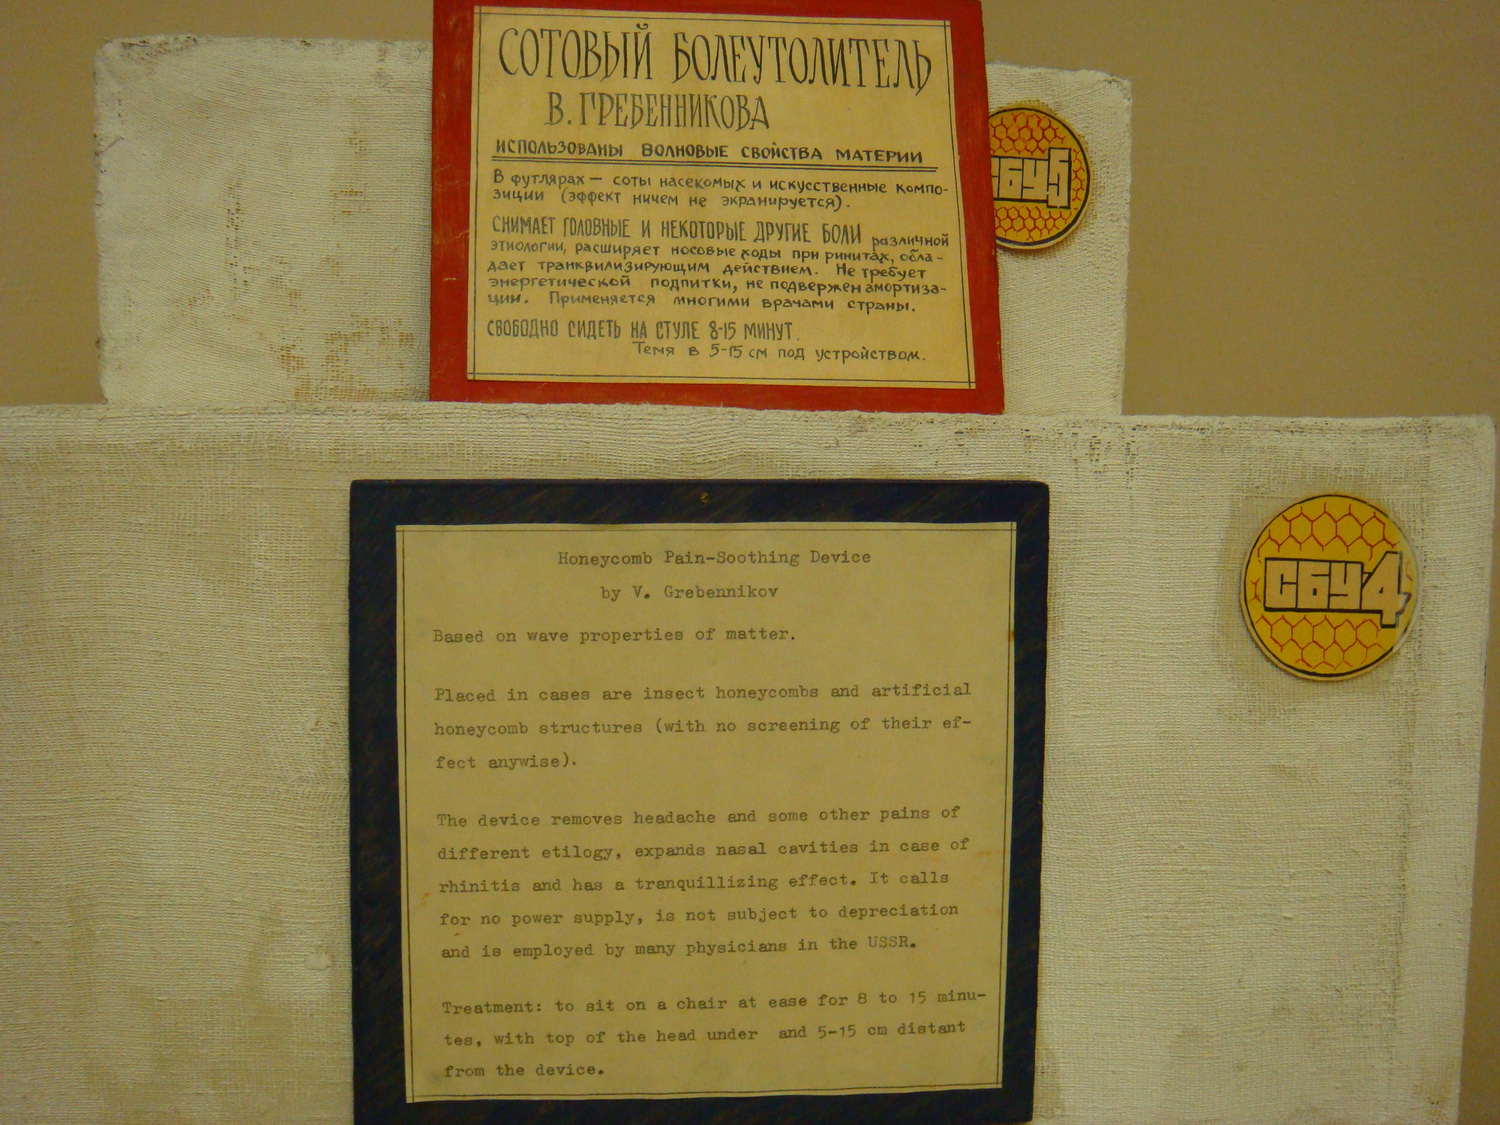 СОТОВЫЙ БОЛЕУТОЛИТЕЛЬ
В. ГРЕБЕННИКОВА
ИСПОЛЬЗОВАНЫ ВОЛНОВЫЕ СВОЙСТВА МАТЕРИИ
В футлярах — соты насекомых и искусственные компо-
зиции (эффект ничем не экранируется).
СНИМАЕТ ГОЛОВНЫЕ И НЕКОТОРЫЕ ДРУГИЕ БОЛИ различной
этиологии, расширяет носовые ходы при ринитах, обла-
дает транквилизирующим действием. Не требует
энергетической подпитки, не подвержен амортиза-
ции. Применяется многими врачами страны.
СВОБОДНО СИДЕТЬ НА СТУЛЕ 8-15 МИНУТ.
Темя в 5-15 см под устройством.
СБУ5
Honeycomb Pain-Soothing Device
by V. Grebennikov
Based on wave properties of matter.
Placed in cases are insect honeycombs and artificial
honeycomb structures (with no screening of their ef-
fect anywise).
The device removes headache and some other pains of
different etilogy, expands nasal cavities in case of
rhinitis and has a tranquillizing effect. It calls
for no power supply, is not subject to depreciation
and is employed by many physicians in the USSR.
Treatment: to sit on a chair at ease for 8 to 15 minu-
tes, with top of the head under and 5-15 cm distant
from the device.
СБУ4